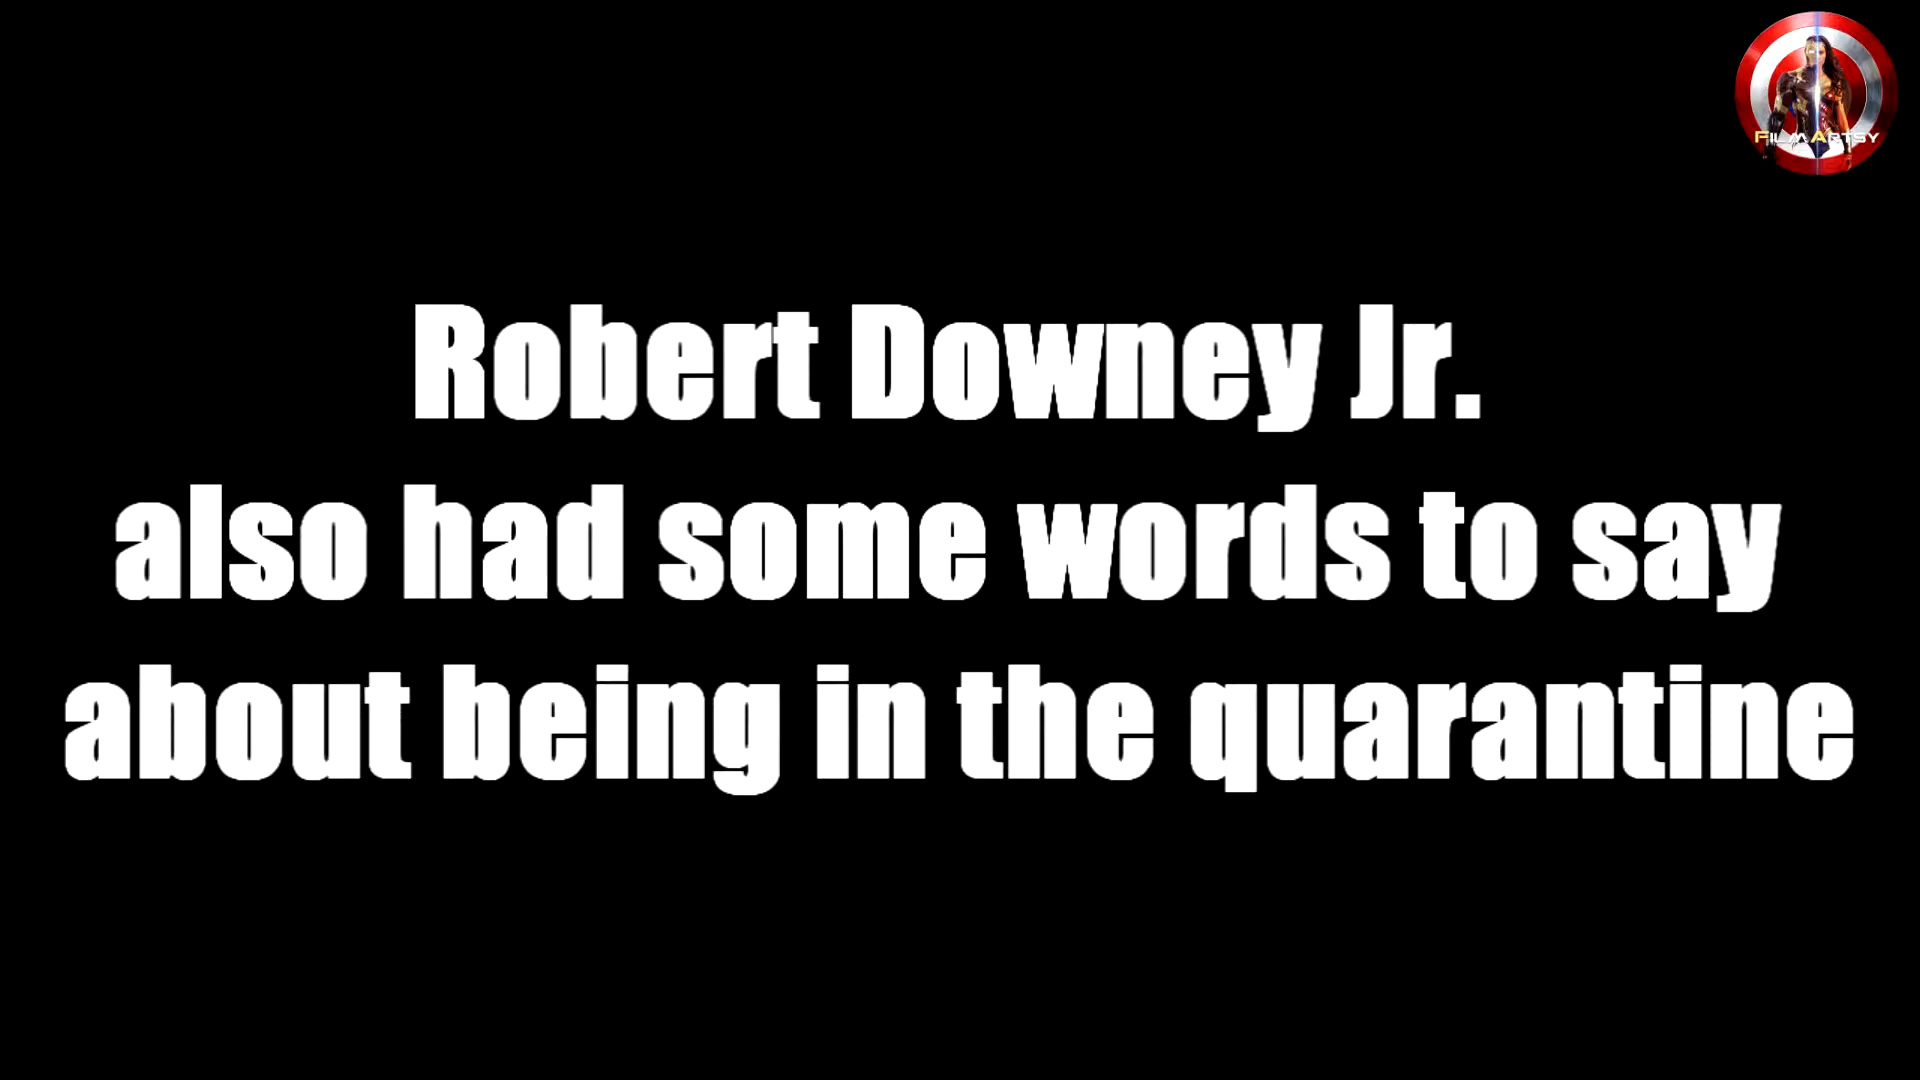 FilmArtsy
Robert Downey Jr.
also had some words to say
about being in the quarantine